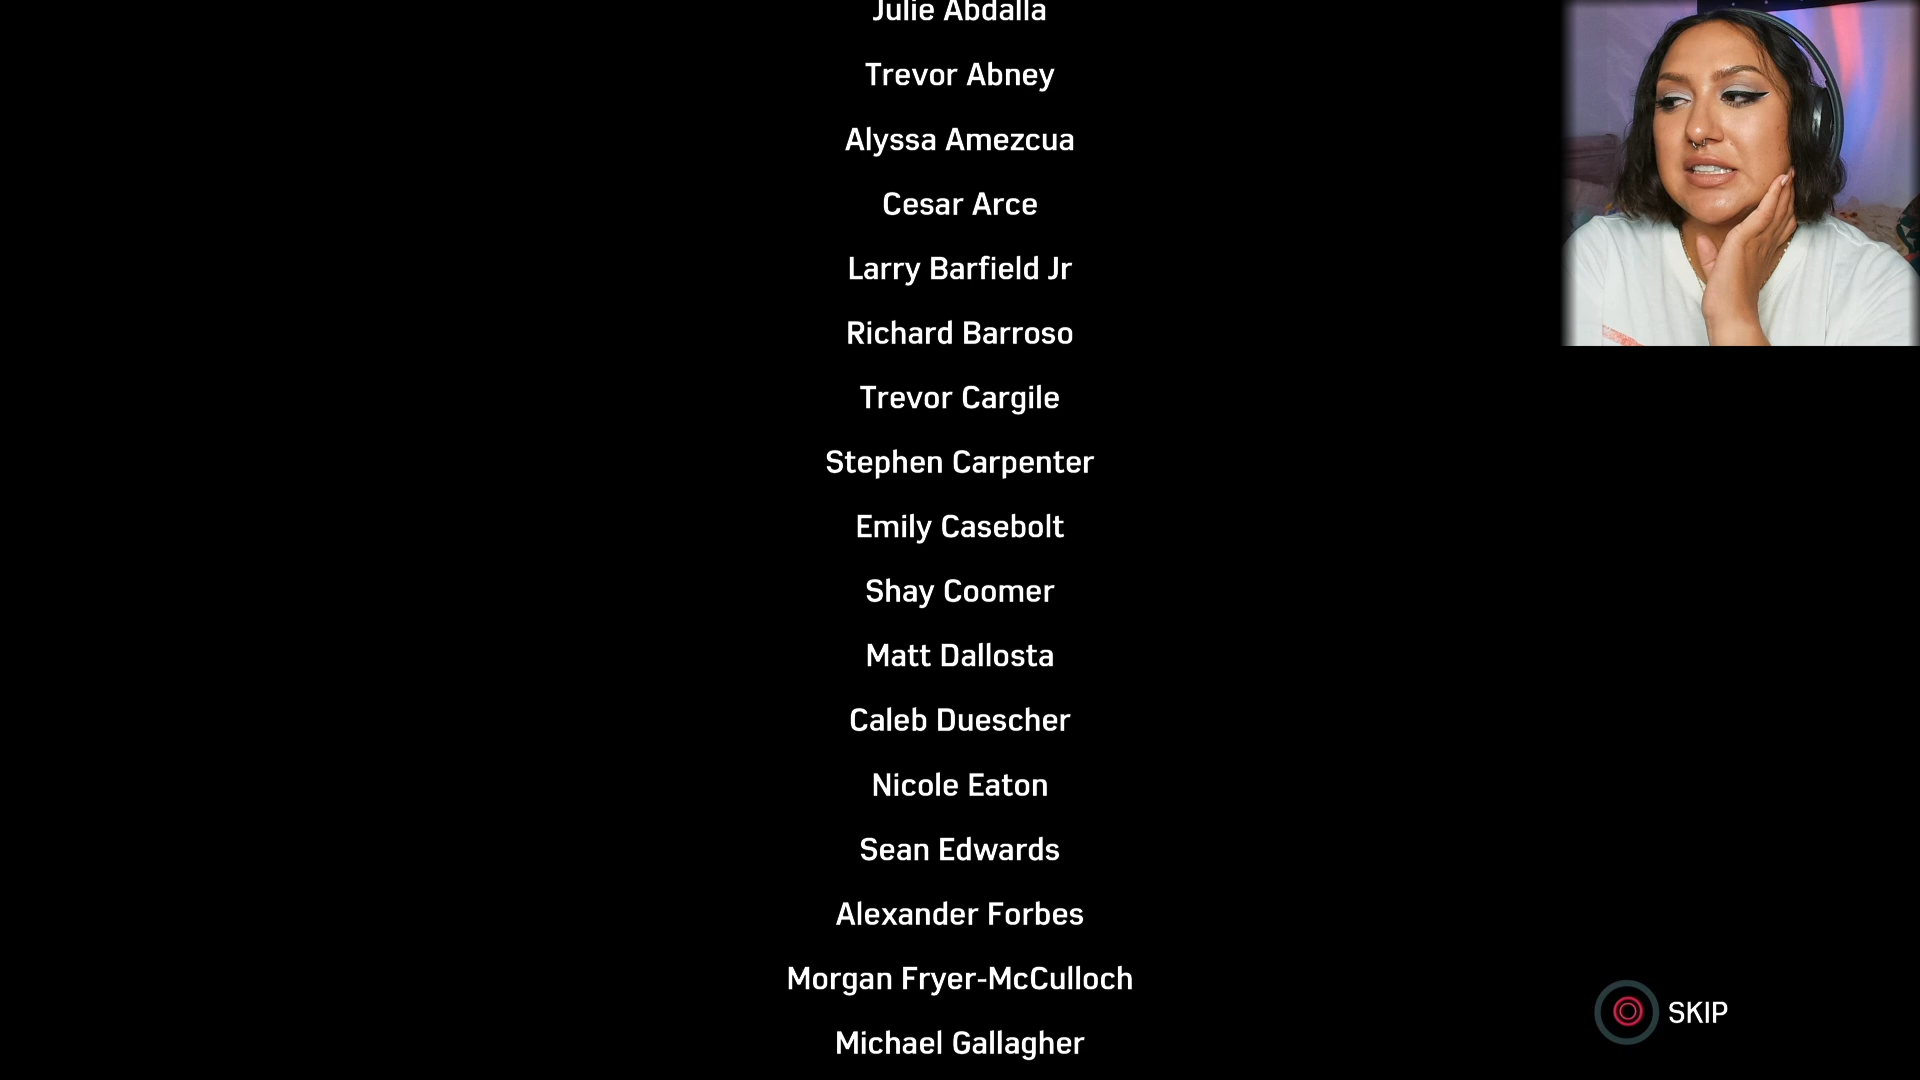 Julie Abdalla
Trevor Abney
Alyssa Amezcua
Cesar Arce
Larry Barfield Jr
Richard Barroso
Trevor Cargile
Stephen Carpenter
Emily Casebolt
Shay Coomer
Matt Dallosta
Caleb Duescher
Nicole Eaton
Sean Edwards
Alexander Forbes
Morgan Fryer-McCulloch
Michael Gallagher
SKIP